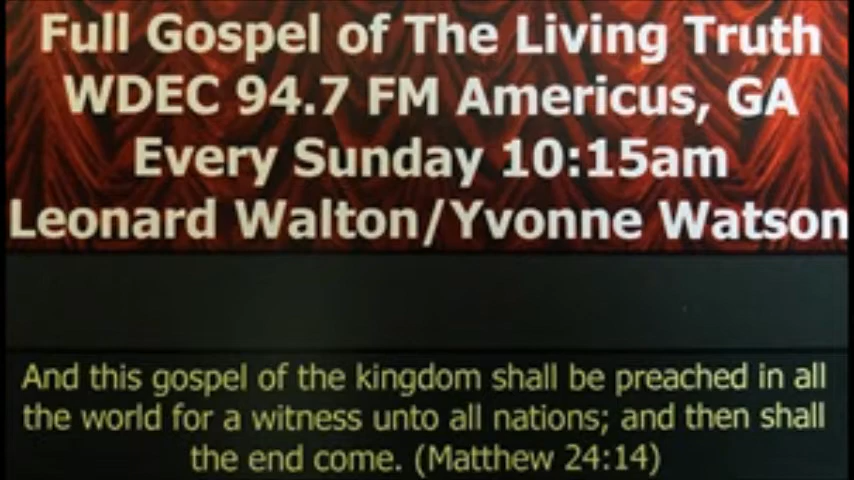 Full Gospel of The Living Truth
WDEC 94.7 FM Americus, GA
Every Sunday 10:15am
Leonard Walton/Yvonne Watson
And this gospel of the kingdom shall be preached in all
the world for a witness unto all nations; and then shall
the end come. (Matthew 24:14)